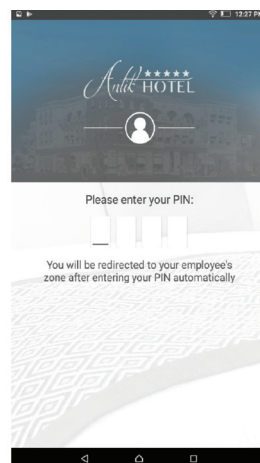 12:27 PM
Antik HOTEL
Please enter your PIN:
You will be redirected to your employee's
zone after entering your PIN automatically